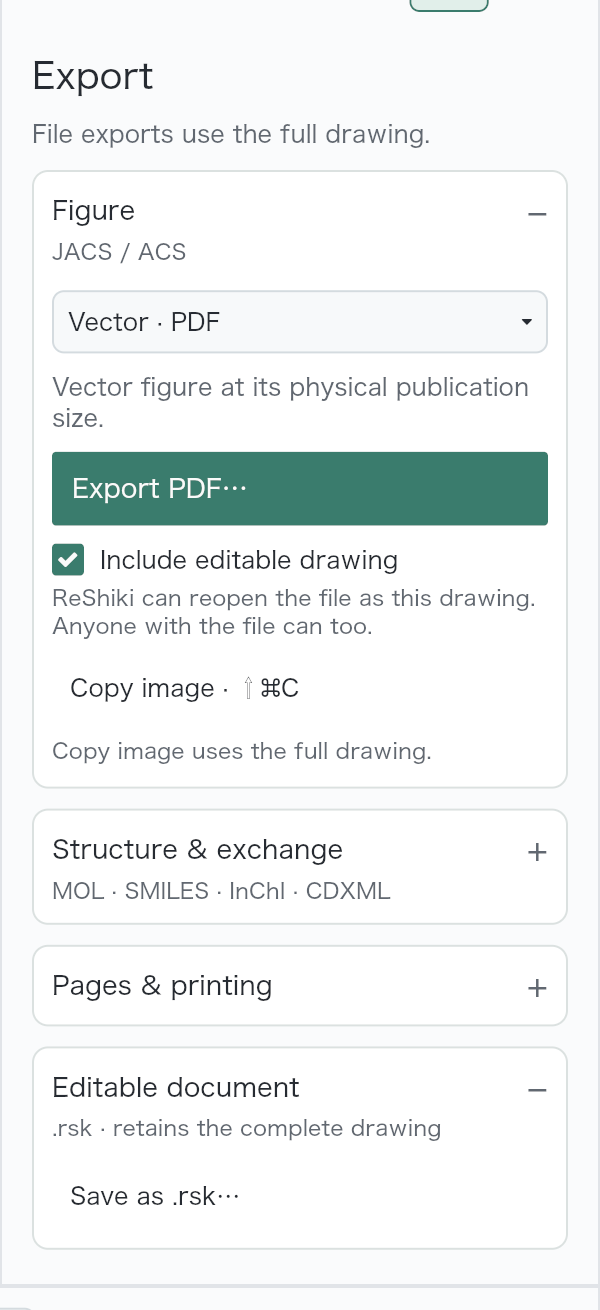 Export
File exports use the full drawing.
Figure
JACS / ACS
Vector · PDF
Vector figure at its physical publication
size.
Export PDF⋯
Include editable drawing
ReShiki can reopen the file as this drawing.
Anyone with the file can too.
Copy image · ⇧⌘C
Copy image uses the full drawing.
Structure & exchange
MOL · SMILES · InChI · CDXML
Pages & printing
Editable document
.rsk · retains the complete drawing
Save as .rsk⋯